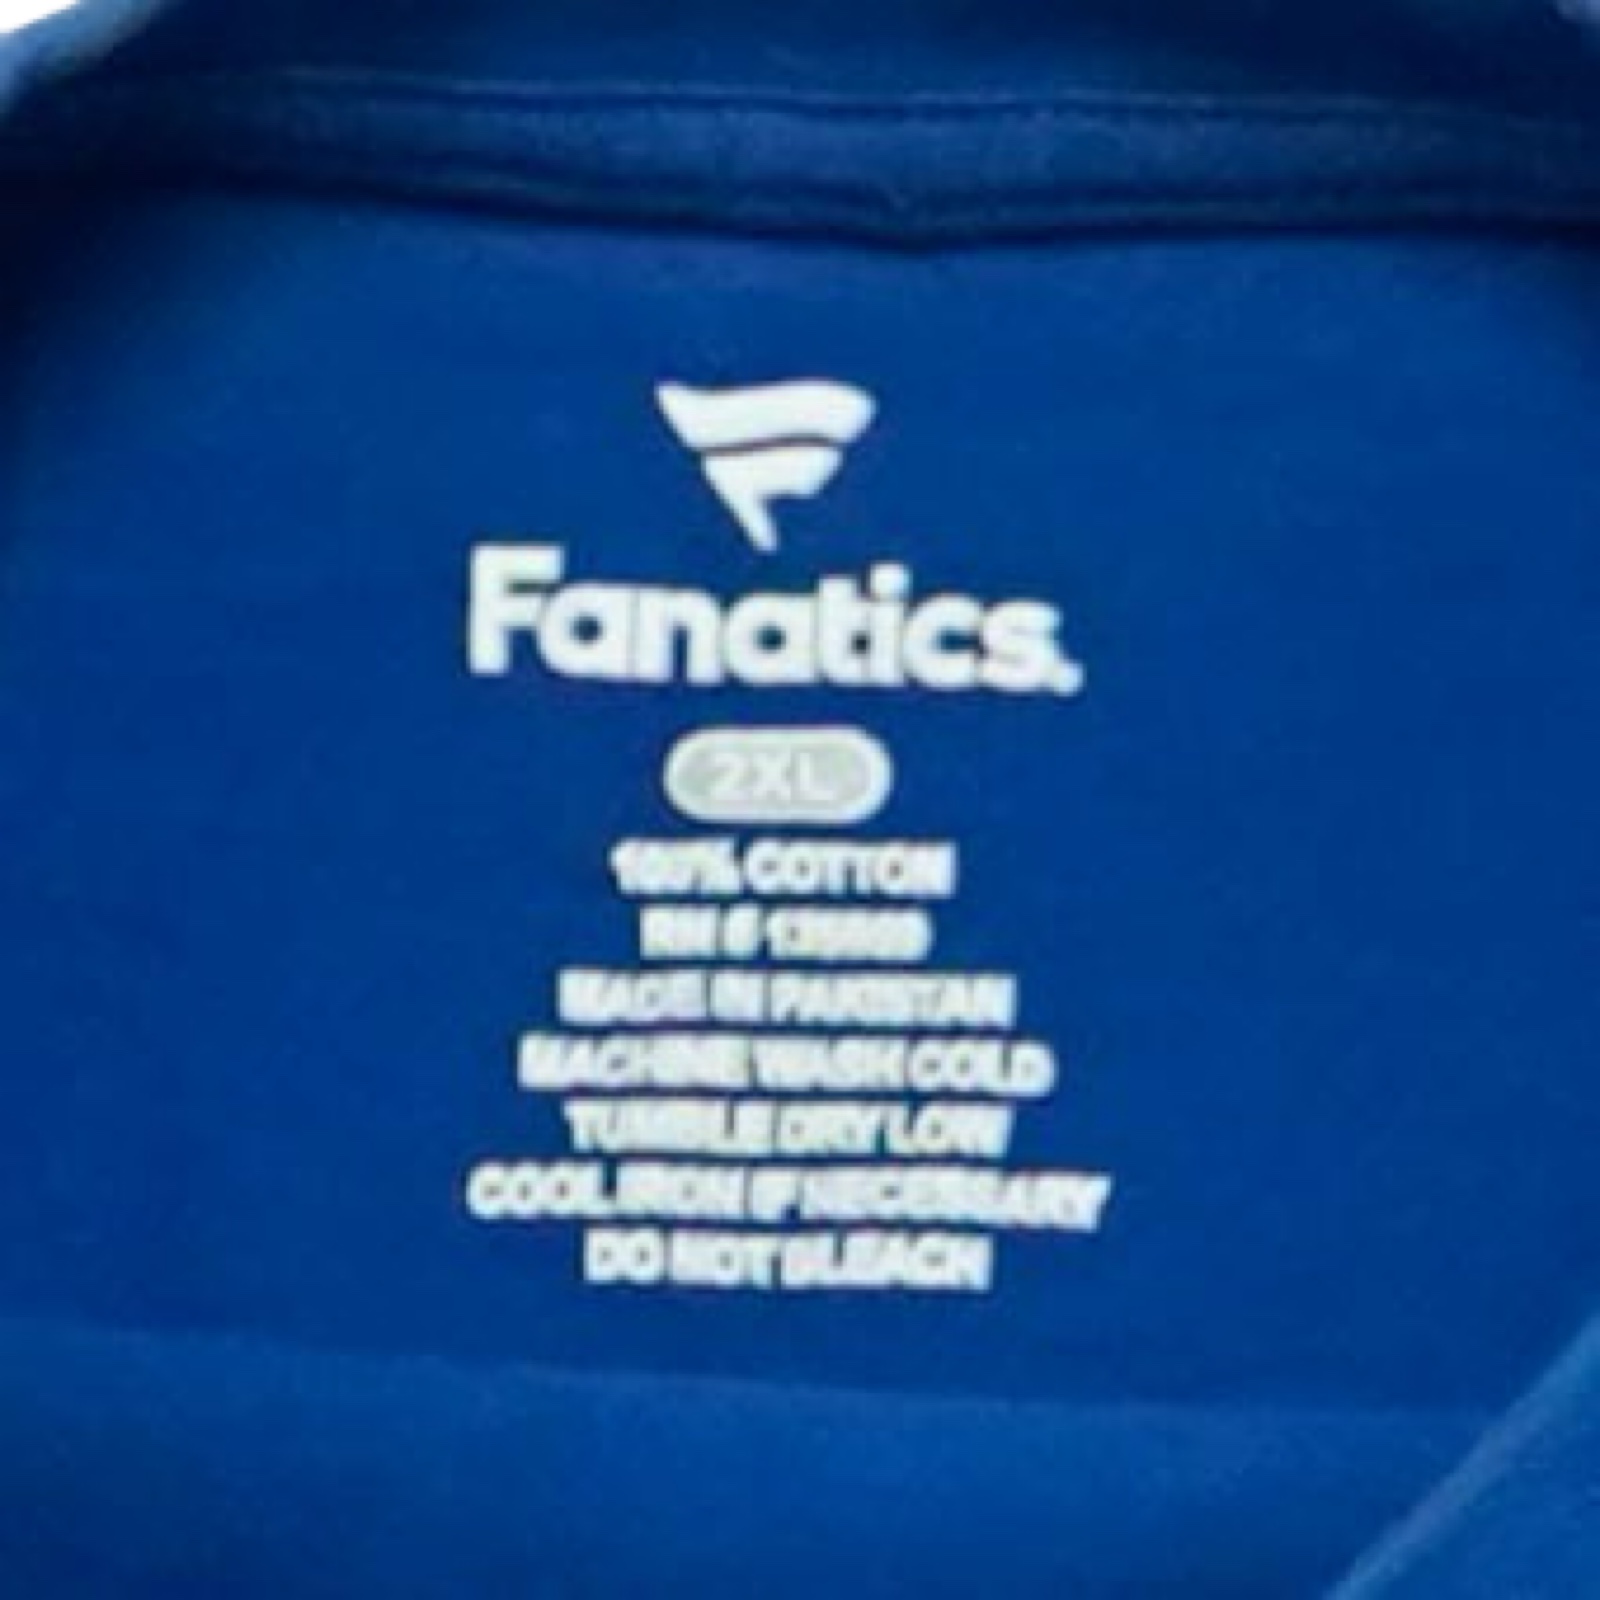 Fanatics.
2XL
100% COTTON
RN #
MADE IN PAKISTAN
MACHINE WASH COLD
TUMBLE DRY LOW
COOL IRON IF NECESSARY
DO NOT BLEACH